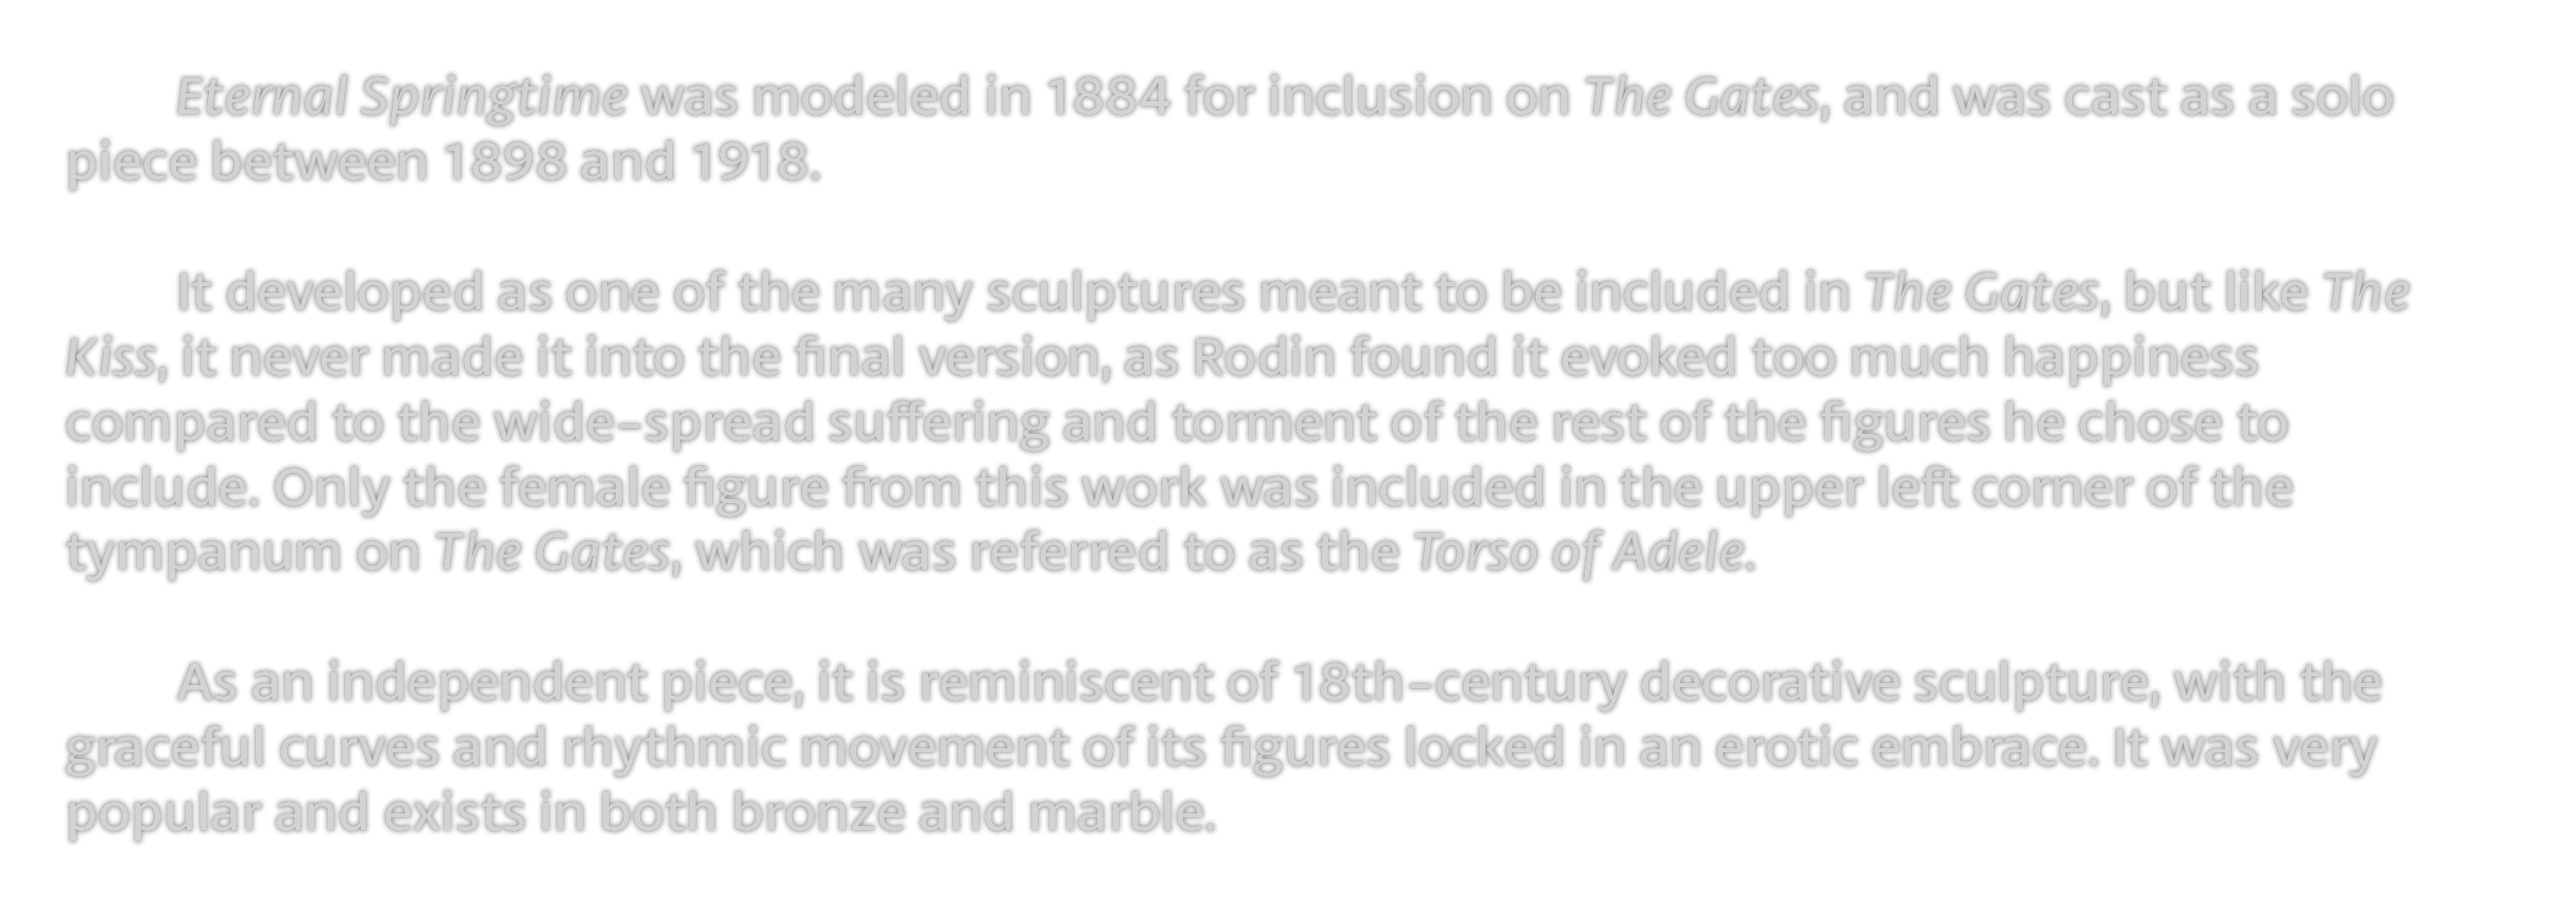 Eternal Springtime was modeled in 1884 for inclusion on The Gates, and was cast as a solo
piece between 1898 and 1918.
It developed as one of the many sculptures meant to be included in The Gates, but like The
Kiss, it never made it into the final version, as Rodin found it evoked too much happiness
compared to the wide-spread suffering and torment of the rest of the figures he chose to
include. Only the female figure from this work was included in the upper left corner of the
tympanum on The Gates, which was referred to as the Torso of Adele.
As an independent piece, it is reminiscent of 18th-century decorative sculpture, with the
graceful curves and rhythmic movement of its figures locked in an erotic embrace. It was very
popular and exists in both bronze and marble.